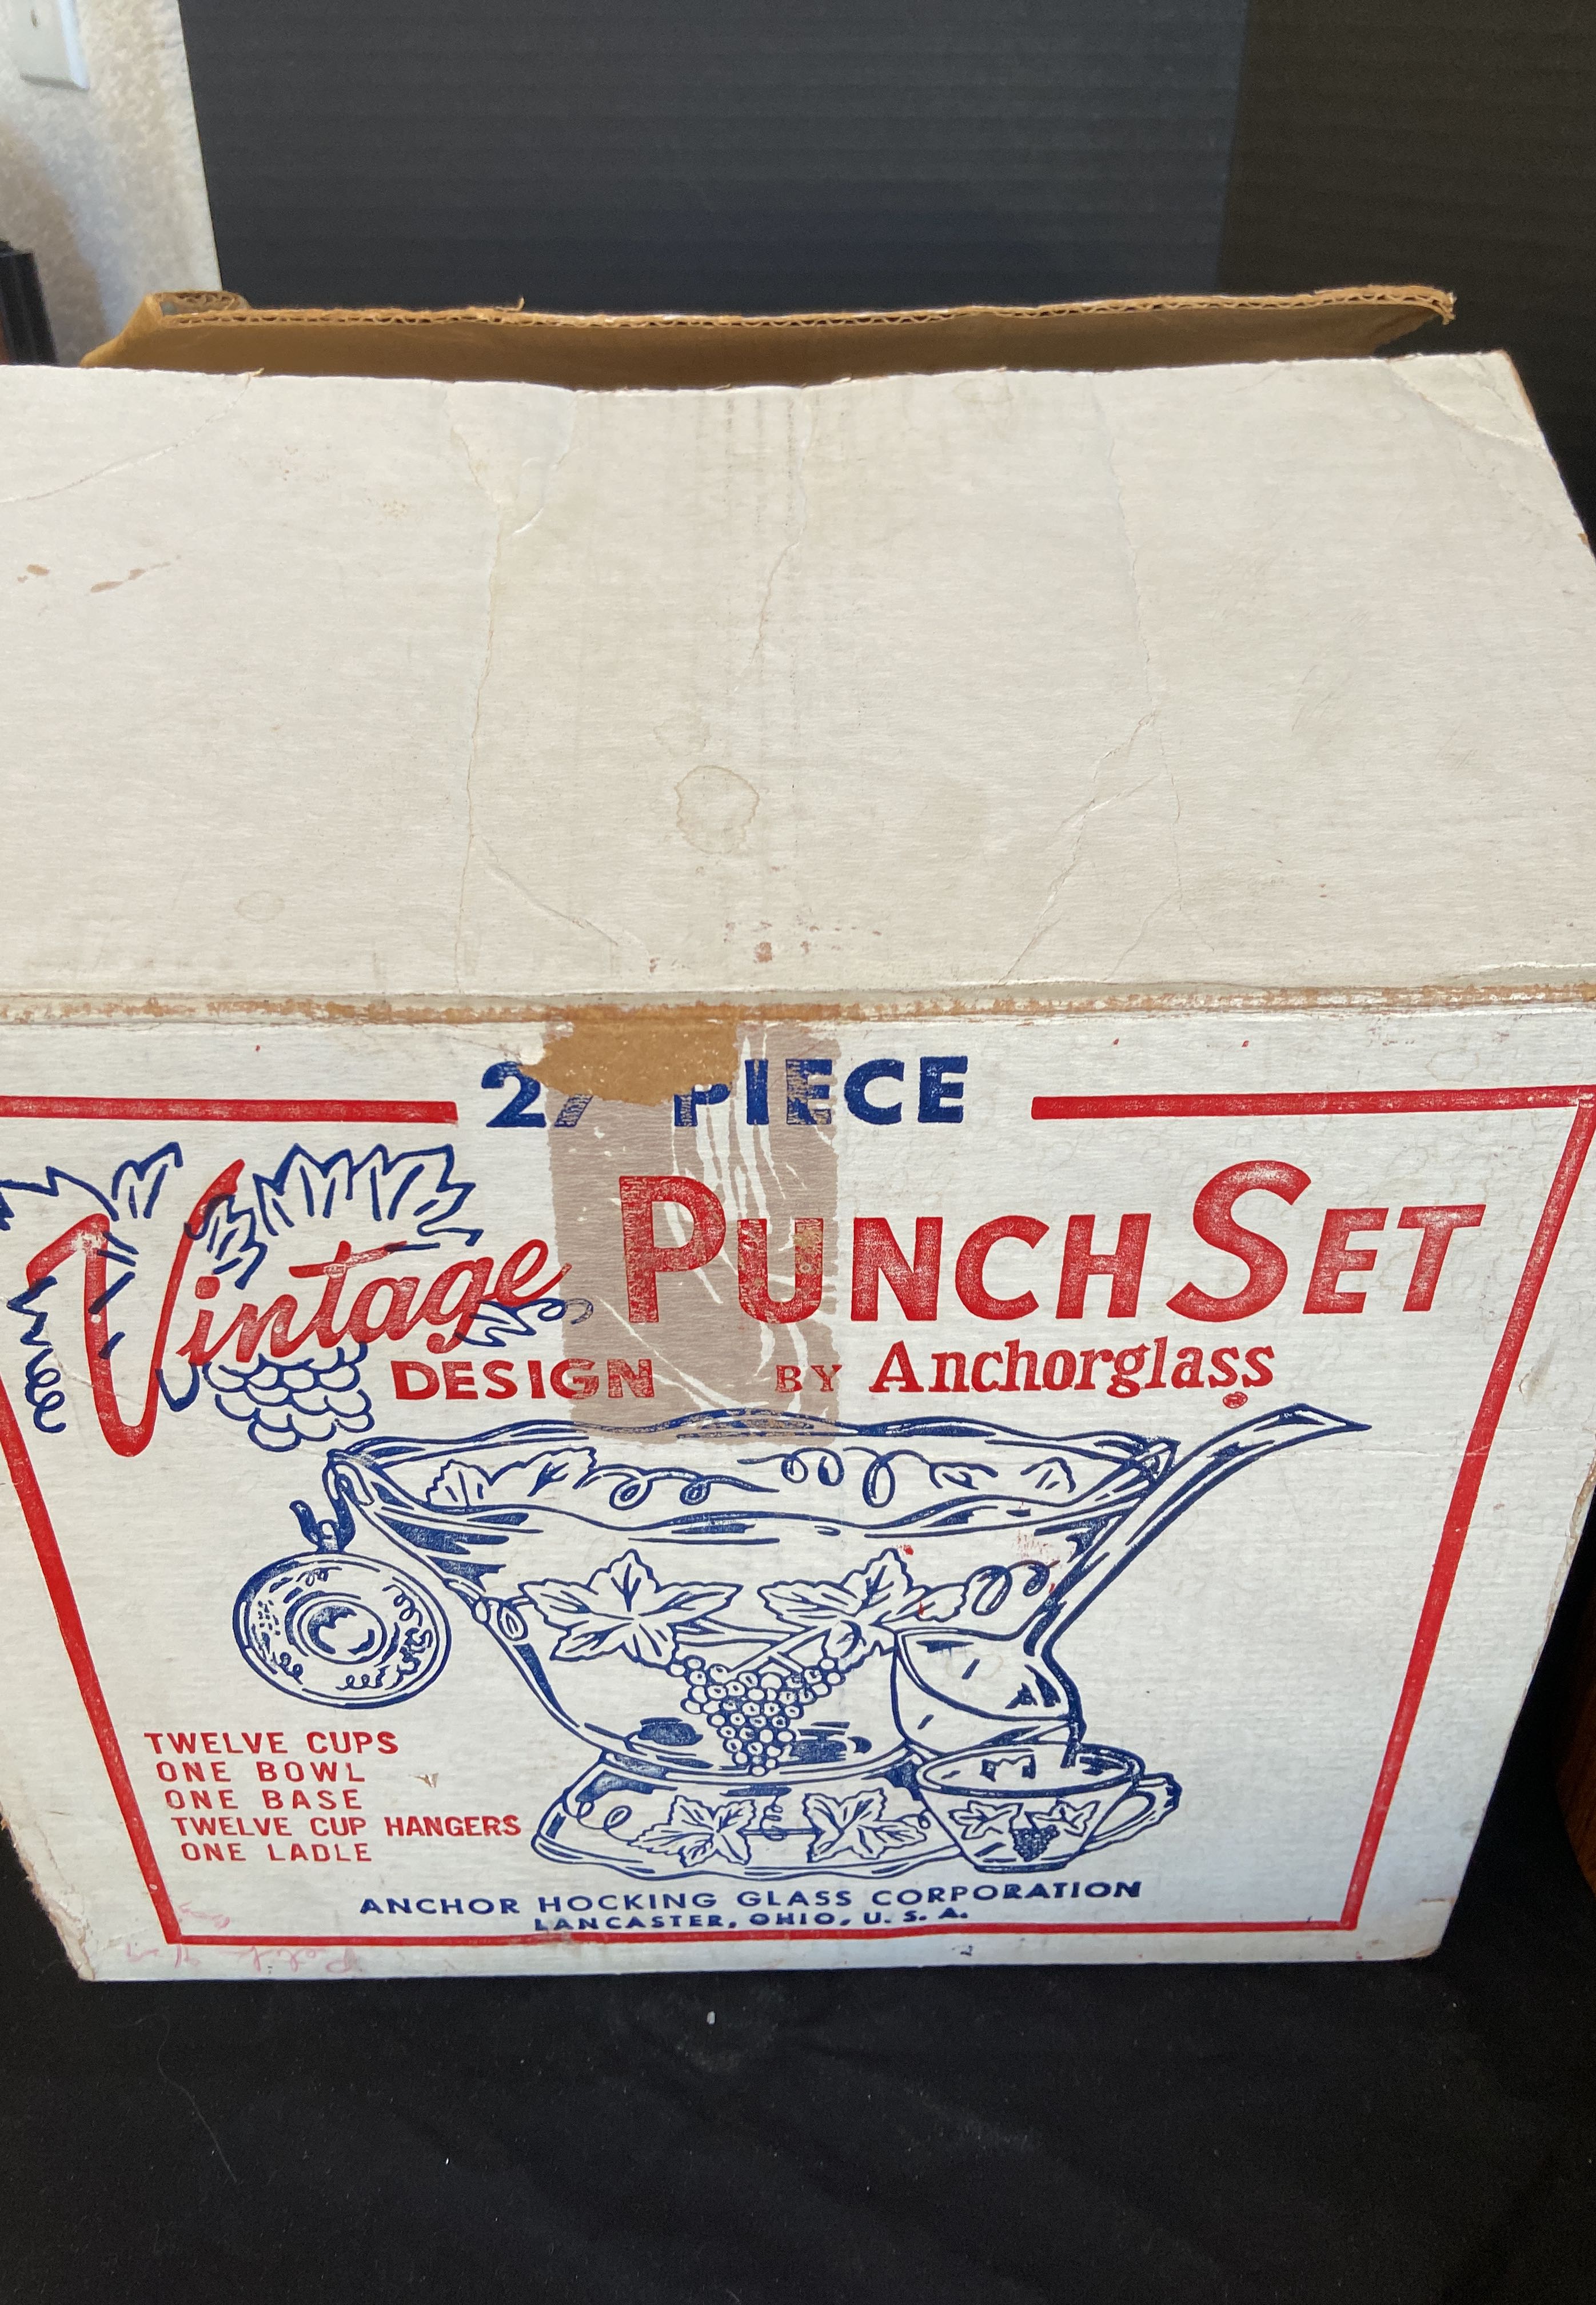 27 PIECE
Vintage PUNCH SET
DESIGN BY Anchorglass
TWELVE CUPS
ONE BOWL
ONE BASE
TWELVE CUP HANGERS
ONE LADLE
ANCHOR HOCKING GLASS CORPORATION
LANCASTER, OHIO, U. S. A.